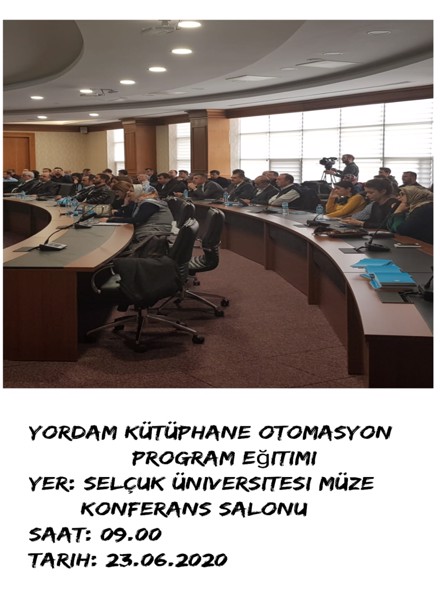 YORDAM KÜTÜPHANE OTOMASYON
PROGRAM EĞITIMI
YER: SELÇUK ÜNIVERSITESI MÜZE
KONFERANS SALONU
SAAT: 09.00
TARIH: 23.06.2020